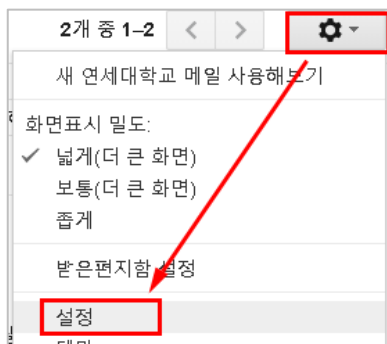 2개 중 1–2
새 연세대학교 메일 사용해보기
화면표시 밀도:
넓게(더 큰 화면)
보통(더 큰 화면)
좁게
받은편지함 설정
설정